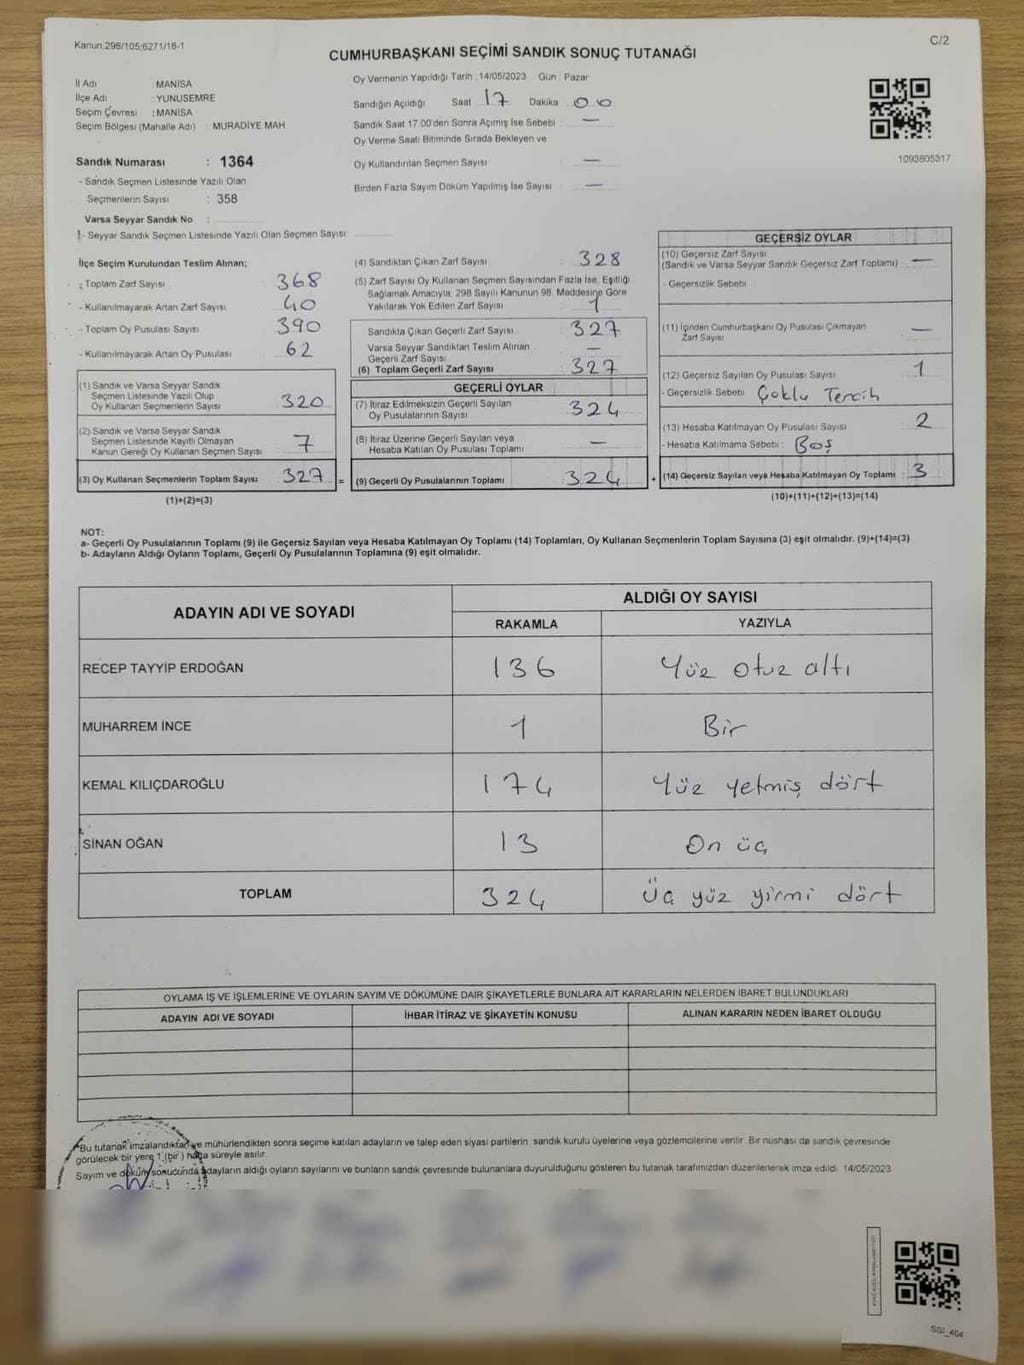 Kanun:298/105;6271/16-1
C/2
CUMHURBAŞKANI SEÇİMİ SANDIK SONUÇ TUTANAĞI
İl Adı : MANİSA
İlçe Adı : YUNUSEMRE
Seçim Çevresi : MANİSA
Seçim Bölgesi (Mahalle Adı) : MURADİYE MAH.
Sandık Numarası : 1364
- Sandık Seçmen Listesinde Yazılı Olan
Seçmenlerin Sayısı : 358
Varsa Seyyar Sandık No :
- Seyyar Sandık Seçmen Listesinde Yazılı Olan Seçmen Sayısı:
Oy Vermenin Yapıldığı Tarih : 14/05/2023 Gün : Pazar
Sandığın Açıldığı Saat 17 Dakika 00
Sandık Saat 17.00'den Sonra Açımış İse Sebebi : —
Oy Verme Saati Bitiminde Sırada Bekleyen ve
Oy Kullandırılan Seçmen Sayısı : —
Birden Fazla Sayım Döküm Yapılmış İse Sayısı : —
1093805317
İlçe Seçim Kurulundan Teslim Alınan;
- Toplam Zarf Sayısı : 368
- Kullanılmayarak Artan Zarf Sayısı : 40
- Toplam Oy Pusulası Sayısı : 390
- Kullanılmayarak Artan Oy Pusulası : 62
(1) Sandık ve Varsa Seyyar Sandık
Seçmen Listesinde Yazılı Olup
Oy Kullanan Seçmenlerin Sayısı : 320
(2) Sandık ve Varsa Seyyar Sandık
Seçmen Listesinde Kayıtlı Olmayan
Kanun Gereği Oy Kullanan Seçmen Sayısı : 7
(3) Oy Kullanan Seçmenlerin Toplam Sayısı : 327 =
(1)+(2)=(3)
(4) Sandıktan Çıkan Zarf Sayısı : 328
(5) Zarf Sayısı Oy Kullanan Seçmen Sayısından Fazla İse, Eşitliği
Sağlamak Amacıyla; 298 Sayılı Kanunun 98. Maddesine Göre
Yakılarak Yok Edilen Zarf Sayısı : 1
Sandıkta Çıkan Geçerli Zarf Sayısı : 327
Varsa Seyyar Sandıktan Teslim Alınan
Geçerli Zarf Sayısı : —
(6) Toplam Geçerli Zarf Sayısı : 327
GEÇERLİ OYLAR
(7) İtiraz Edilmeksizin Geçerli Sayılan
Oy Pusulalarının Sayısı : 324
(8) İtiraz Üzerine Geçerli Sayılan veya
Hesaba Katılan Oy Pusulası Toplamı : —
(9) Geçerli Oy Pusulalarının Toplamı : 324 +
GEÇERSİZ OYLAR
(10) Geçersiz Zarf Sayısı
(Sandık ve Varsa Seyyar Sandık Geçersiz Zarf Toplamı) : —
- Geçersizlik Sebebi :
(11) İçinden Cumhurbaşkanı Oy Pusulası Çıkmayan
Zarf Sayısı : —
(12) Geçersiz Sayılan Oy Pusulası Sayısı : 1
- Geçersizlik Sebebi : Çoklu Tercih
(13) Hesaba Katılmayan Oy Pusulası Sayısı : 2
- Hesaba Katılmama Sebebi : Boş
(14) Geçersiz Sayılan veya Hesaba Katılmayan Oy Toplamı : 3
(10)+(11)+(12)+(13)=(14)
NOT:
a- Geçerli Oy Pusulalarının Toplamı (9) ile Geçersiz Sayılan veya Hesaba Katılmayan Oy Toplamı (14) Toplamları, Oy Kullanan Seçmenlerin Toplam Sayısına (3) eşit olmalıdır. (9)+(14)=(3)
b- Adayların Aldığı Oyların Toplamı, Geçerli Oy Pusulalarının Toplamına (9) eşit olmalıdır.
ADAYIN ADI VE SOYADI ALDIĞI OY SAYISI
RAKAMLA YAZIYLA
RECEP TAYYİP ERDOĞAN 136 Yüz otuz altı
MUHARREM İNCE 1 Bir
KEMAL KILIÇDAROĞLU 174 Yüz yetmiş dört
SİNAN OĞAN 13 On üç
TOPLAM 324 Üç yüz yirmi dört
OYLAMA İŞ VE İŞLEMLERİNE VE OYLARIN SAYIM VE DÖKÜMÜNE DAİR ŞİKAYETLERLE BUNLARA AİT KARARLARIN NELERDEN İBARET BULUNDUKLARI
ADAYIN ADI VE SOYADI İHBAR İTİRAZ VE ŞİKAYETİN KONUSU ALINAN KARARIN NEDEN İBARET OLDUĞU
Bu tutanak imzalandıktan ve mühürlendikten sonra seçime katılan adayların ve talep eden siyasi partilerin sandık kurulu üyelerine veya gözlemcilerine verilir. Bir nüshası da sandık çevresinde
görülecek bir yere 1 (bir) hafta süreyle asılır.
Sayım ve döküm sonucunda adayların aldığı oyların sayılarını ve bunların sandık çevresinde bulunanlara duyurulduğunu gösteren bu tutanak tarafımızdan düzenlenerek imza edildi. 14/05/2023
SSI_464